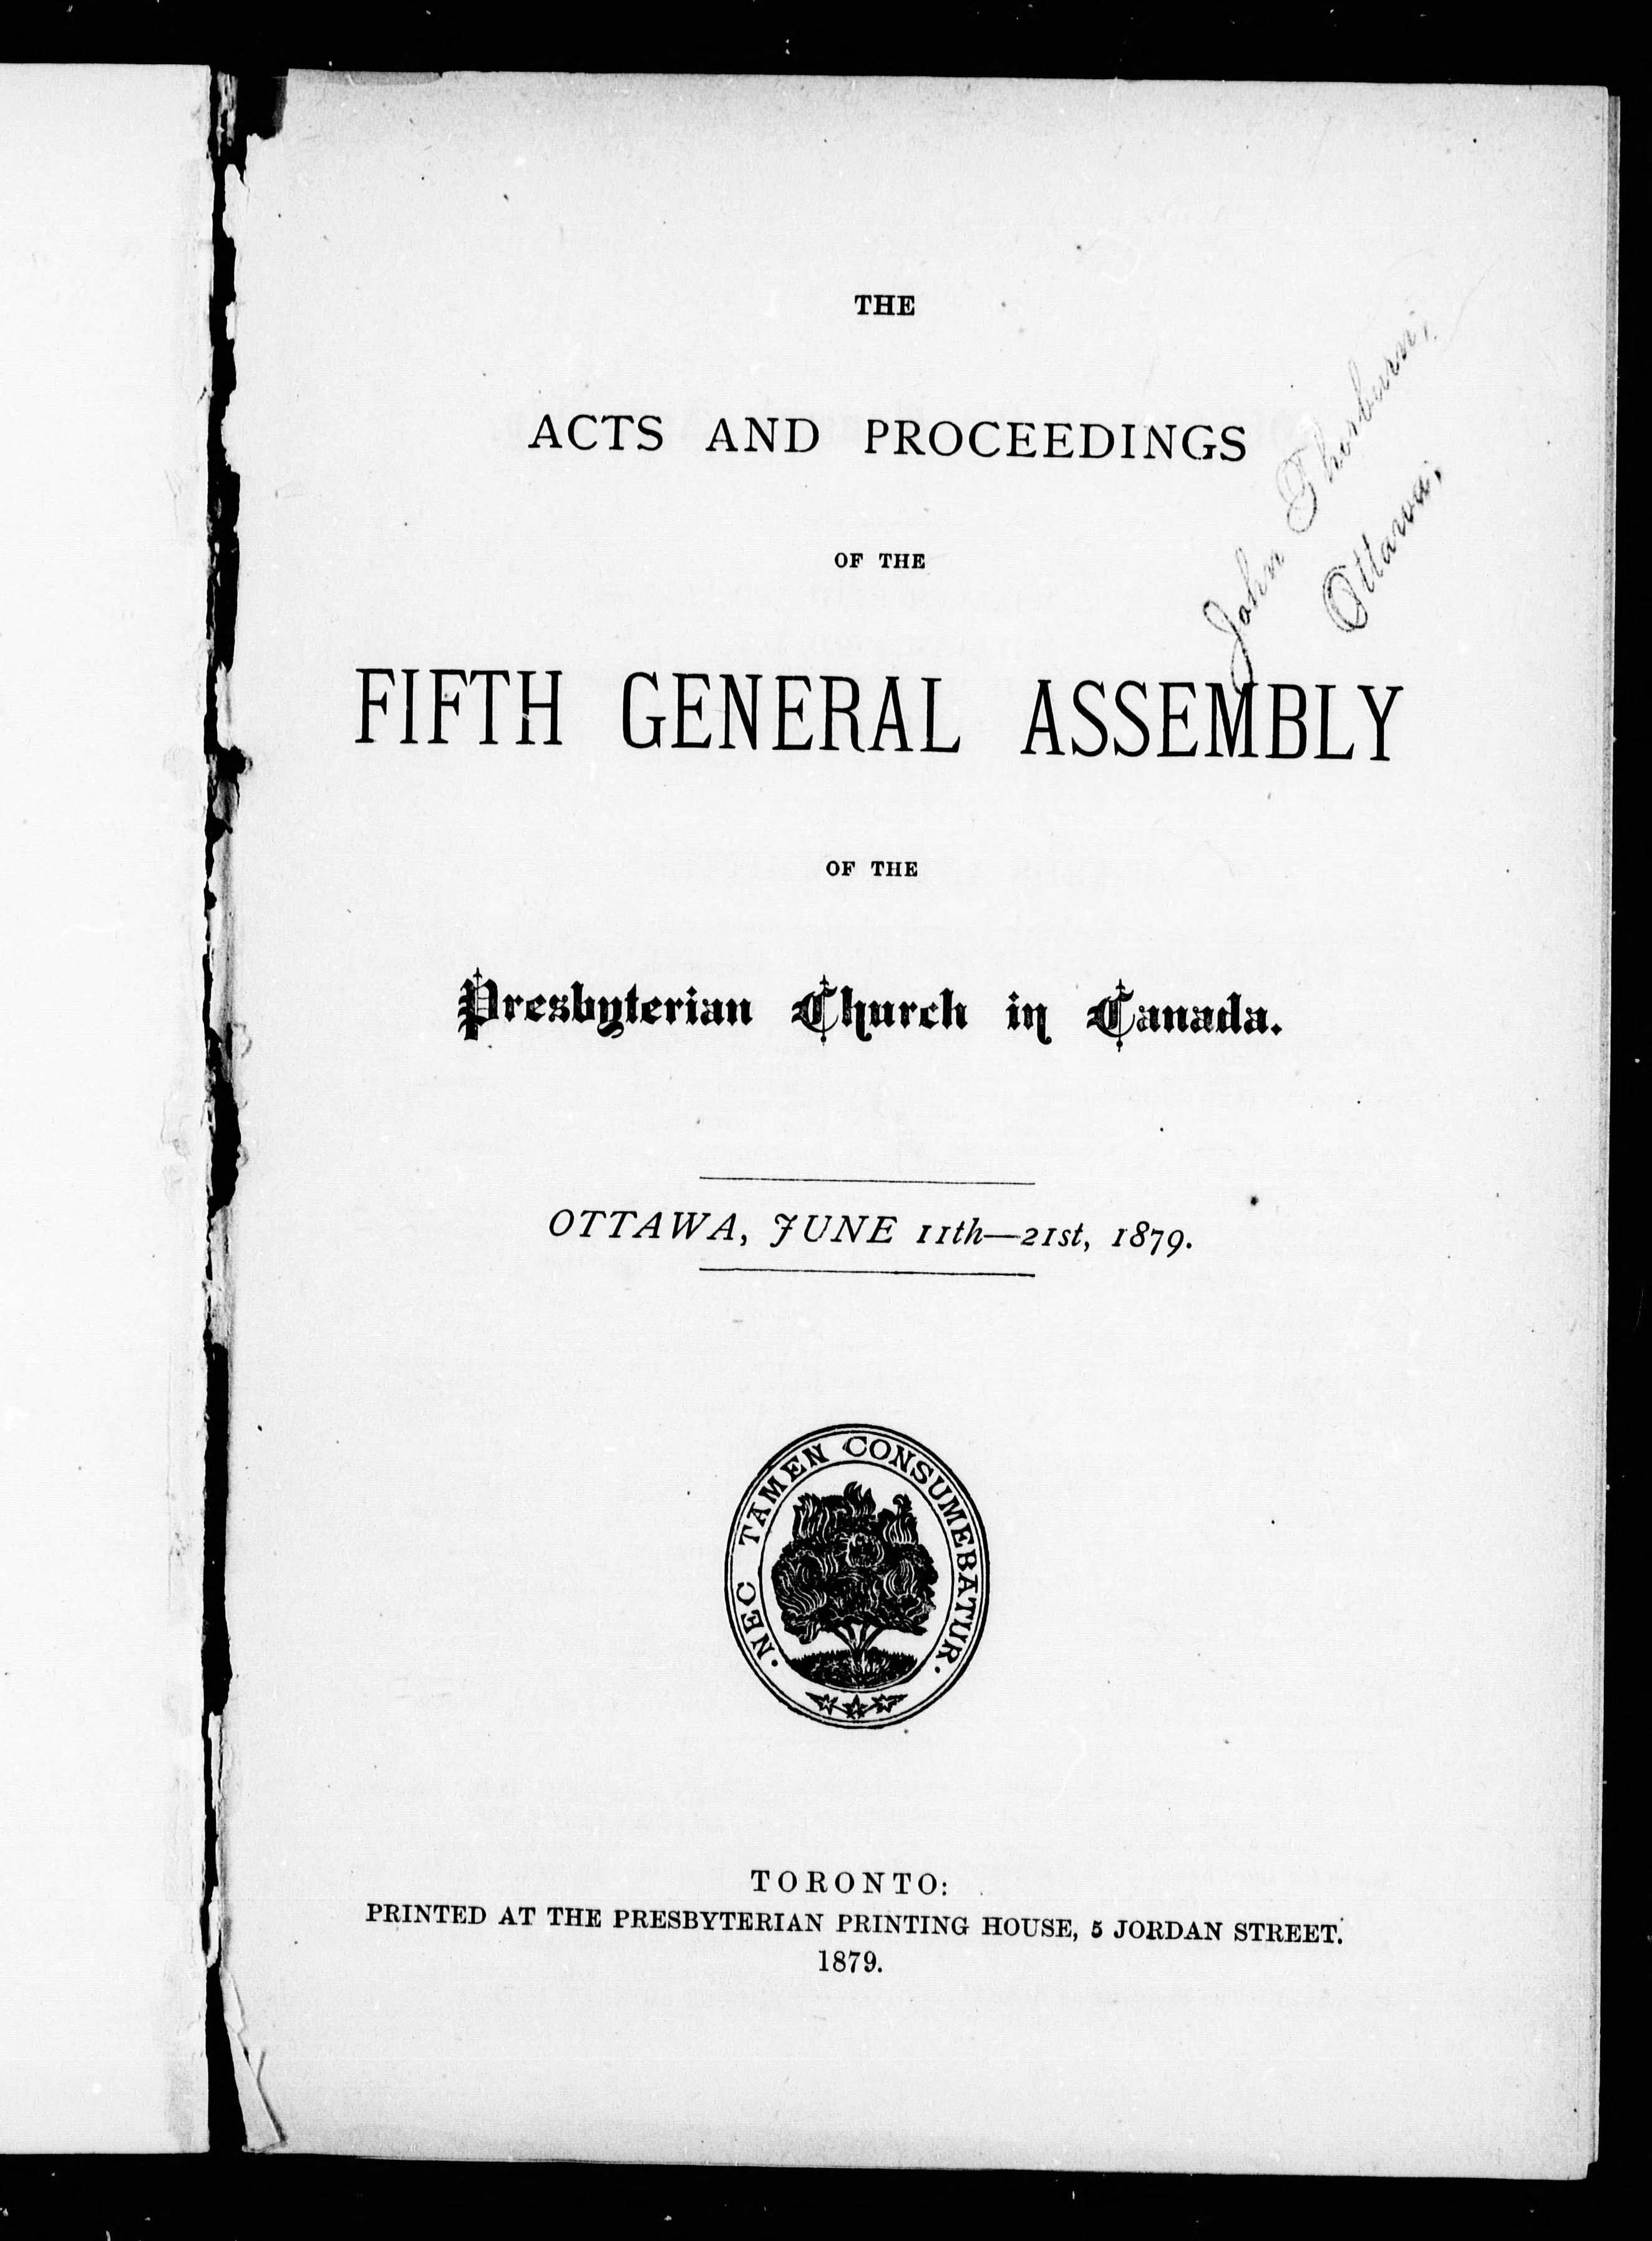 THE
ACTS AND PROCEEDINGS
OF THE
FIFTH GENERAL ASSEMBLY
OF THE
Presbyterian Church in Canada.
OTTAWA, JUNE 11th—21st, 1879.
NEC TAMEN CONSUMEBATUR.
TORONTO:
PRINTED AT THE PRESBYTERIAN PRINTING HOUSE, 5 JORDAN STREET.
1879.
John Thorburn,
Ottawa,